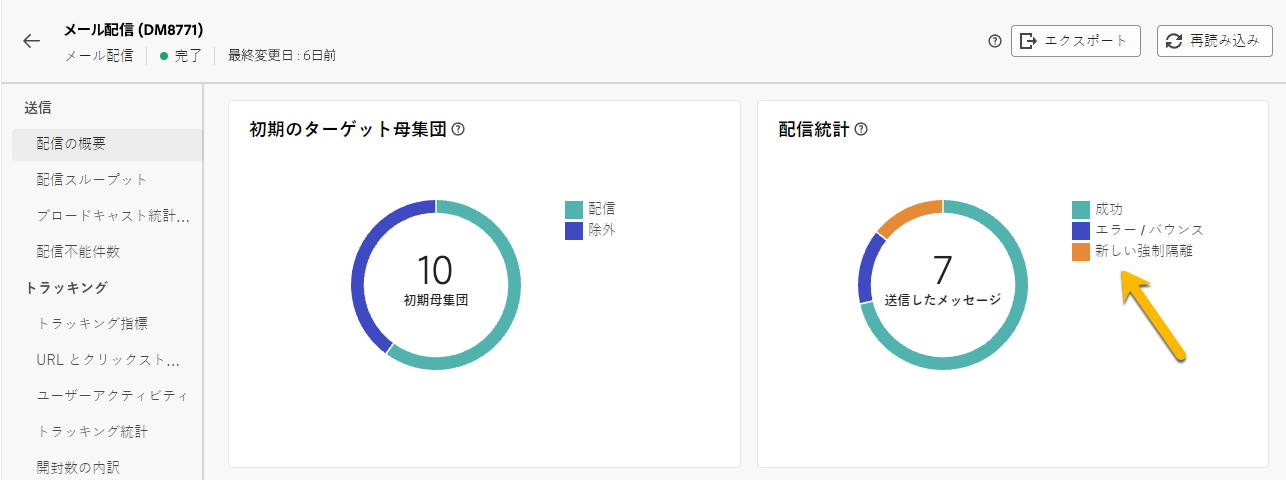 メール配信 (DM8771)
メール配信 完了 最終変更日 : 6日前
エクスポート 再読み込み
送信
配信の概要
配信スループット
ブロードキャスト統計...
配信不能件数
トラッキング
トラッキング指標
URL とクリックスト...
ユーザーアクティビティ
トラッキング統計
開封数の内訳
初期のターゲット母集団
配信
除外
10
初期母集団
配信統計
成功
エラー / バウンス
新しい強制隔離
7
送信したメッセージ